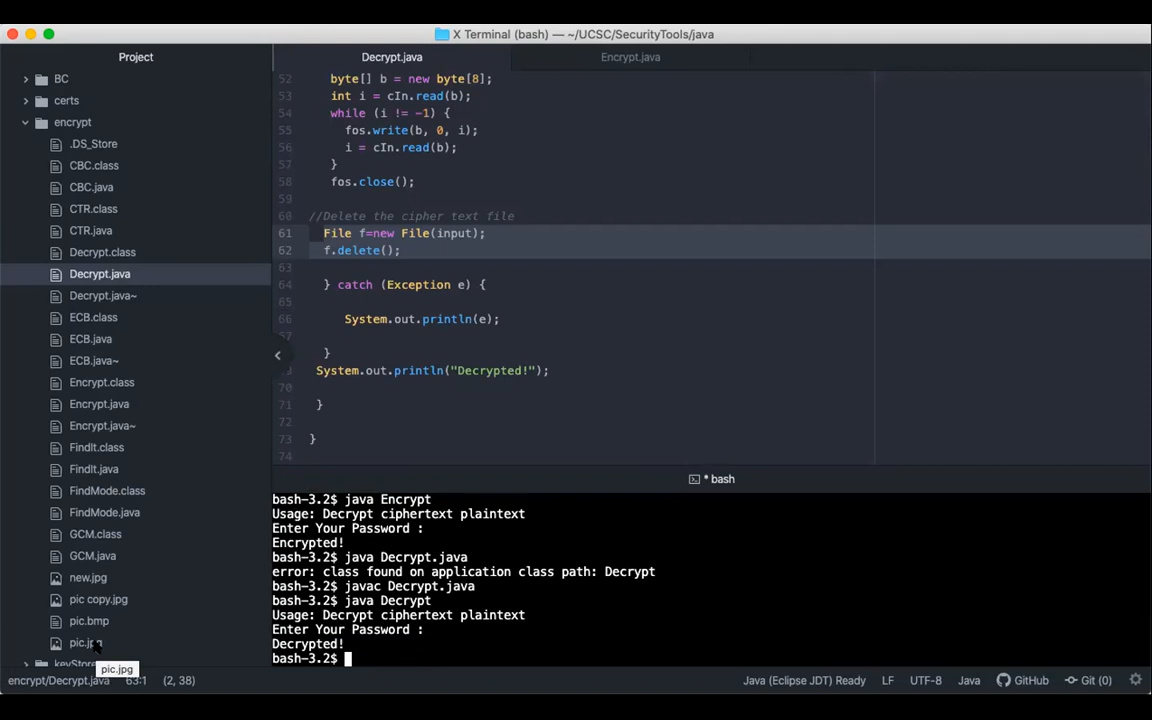 X Terminal (bash) — ~/UCSC/SecurityTools/java
Project
Decrypt.java
Encrypt.java
BC
certs
encrypt
.DS_Store
CBC.class
CBC.java
CTR.class
CTR.java
Decrypt.class
Decrypt.java
Decrypt.java~
ECB.class
ECB.java
ECB.java~
Encrypt.class
Encrypt.java
Encrypt.java~
FindIt.class
FindIt.java
FindMode.class
FindMode.java
GCM.class
GCM.java
new.jpg
pic copy.jpg
pic.bmp
pic.jpg
keyStore
pic.jpg
52 byte[] b = new byte[8];
53 int i = cIn.read(b);
54 while (i != -1) {
55 fos.write(b, 0, i);
56 i = cIn.read(b);
57 }
58 fos.close();
59
60 //Delete the cipher text file
61 File f=new File(input);
62 f.delete();
63
64 } catch (Exception e) {
65
66 System.out.println(e);
67
}
69 System.out.println("Decrypted!");
70
71 }
72
73 }
74
* bash
bash-3.2$ java Encrypt
Usage: Decrypt ciphertext plaintext
Enter Your Password :
Encrypted!
bash-3.2$ java Decrypt.java
error: class found on application class path: Decrypt
bash-3.2$ javac Decrypt.java
bash-3.2$ java Decrypt
Usage: Decrypt ciphertext plaintext
Enter Your Password :
Decrypted!
bash-3.2$
encrypt/Decrypt.java 63:1 (2, 38) Java (Eclipse JDT) Ready LF UTF-8 Java GitHub Git (0)